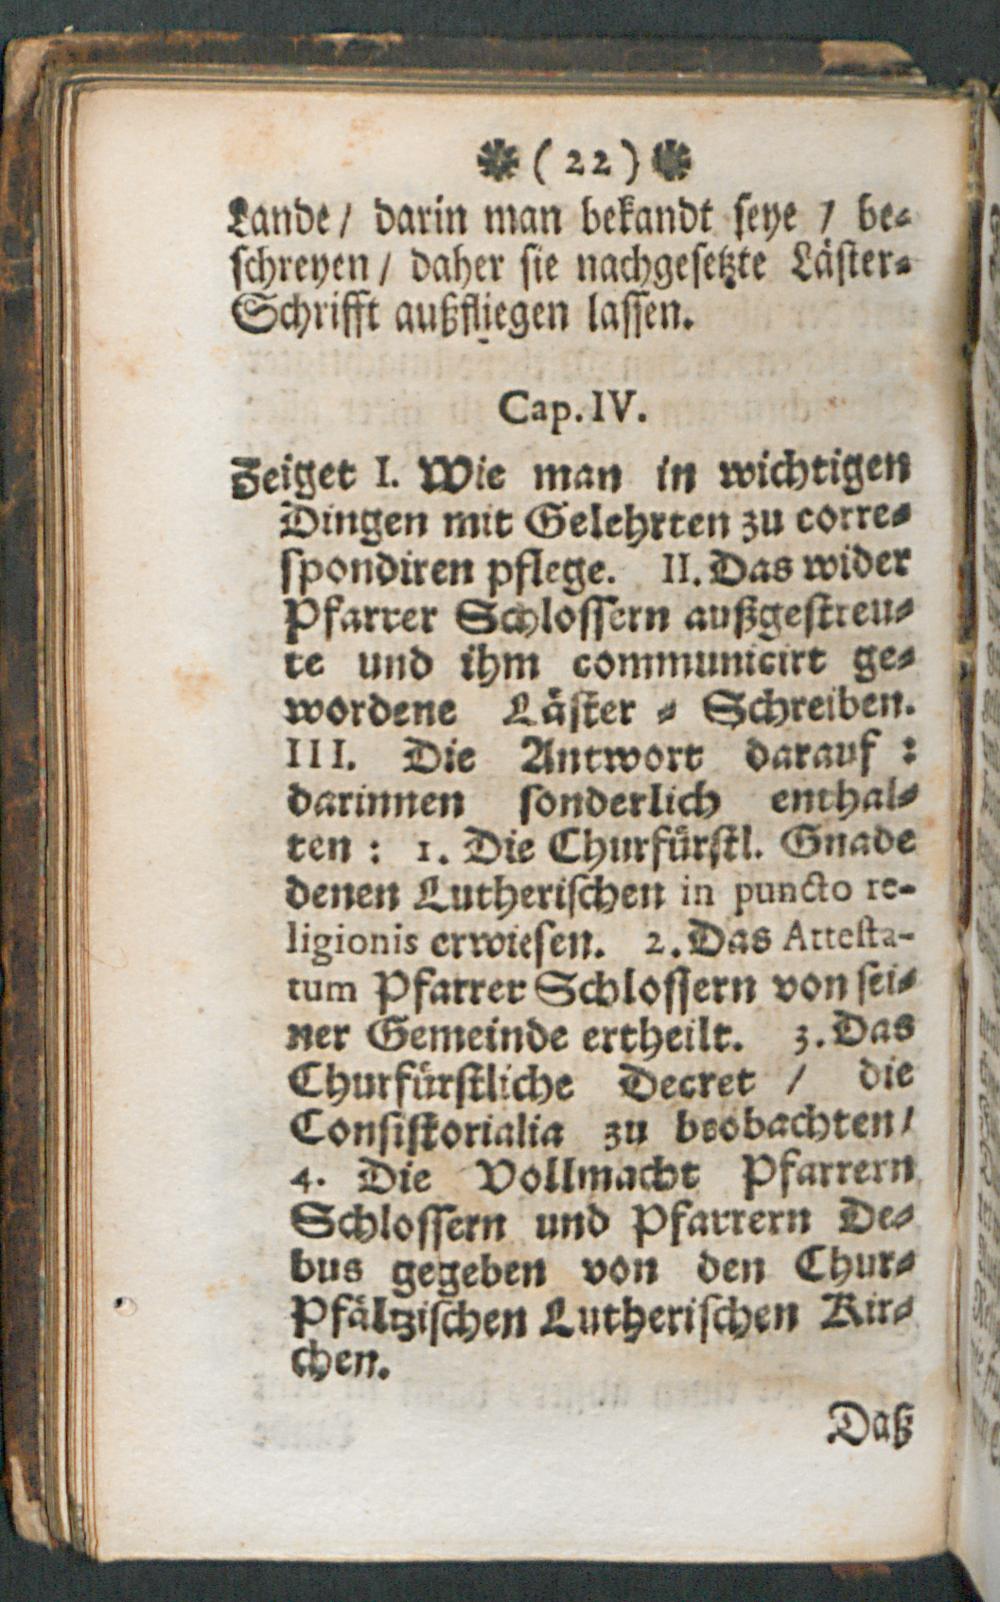 (22)
Lande / darin man bekandt seye / be-
schreyen / daher sie nachgesetzte Läster-
Schrifft außfliegen lassen.
Cap. IV.
Zeiget I. Wie man in wichtigen
Dingen mit Gelehrten zu corre-
spondiren pflege. II. Das wider
Pfarrer Schlossern außgestreu-
te und ihm communicirt ge-
wordene Läster - Schreiben.
III. Die Antwort darauf :
darinnen sonderlich enthal-
ten : 1. Die Churfürstl. Gnade
denen Lutherischen in puncto re-
ligionis erwiesen. 2. Das Attesta-
tum Pfarrer Schlossern von sei-
ner Gemeinde ertheilt. 3. Das
Churfürstliche Decret / die
Consistorialia zu beobachten /
4. Die Vollmacht Pfarrern
Schlossern und Pfarrern De-
bus gegeben von den Chur-
Pfältzischen Lutherischen Kir-
chen.
Daß